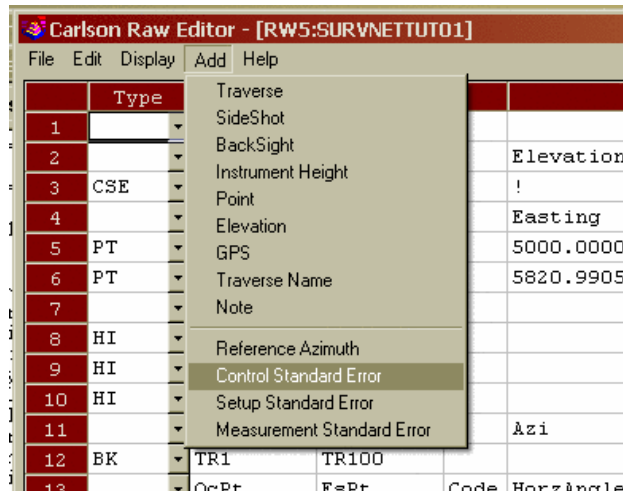 Carlson Raw Editor - [RW5:SURVNETTUT01]
File Edit Display Add Help
Type
Traverse
SideShot
BackSight
Instrument Height
Point
Elevation
GPS
Traverse Name
Note
Reference Azimuth
Control Standard Error
Setup Standard Error
Measurement Standard Error
1
2 Elevation
3 CSE !
4 Easting
5 PT 5000.0000
6 PT 5820.9905
7
8 HI
9 HI
10 HI
11 Azi
12 BK TR1 TR100
13 OcPt FsPt Code HorzAngle